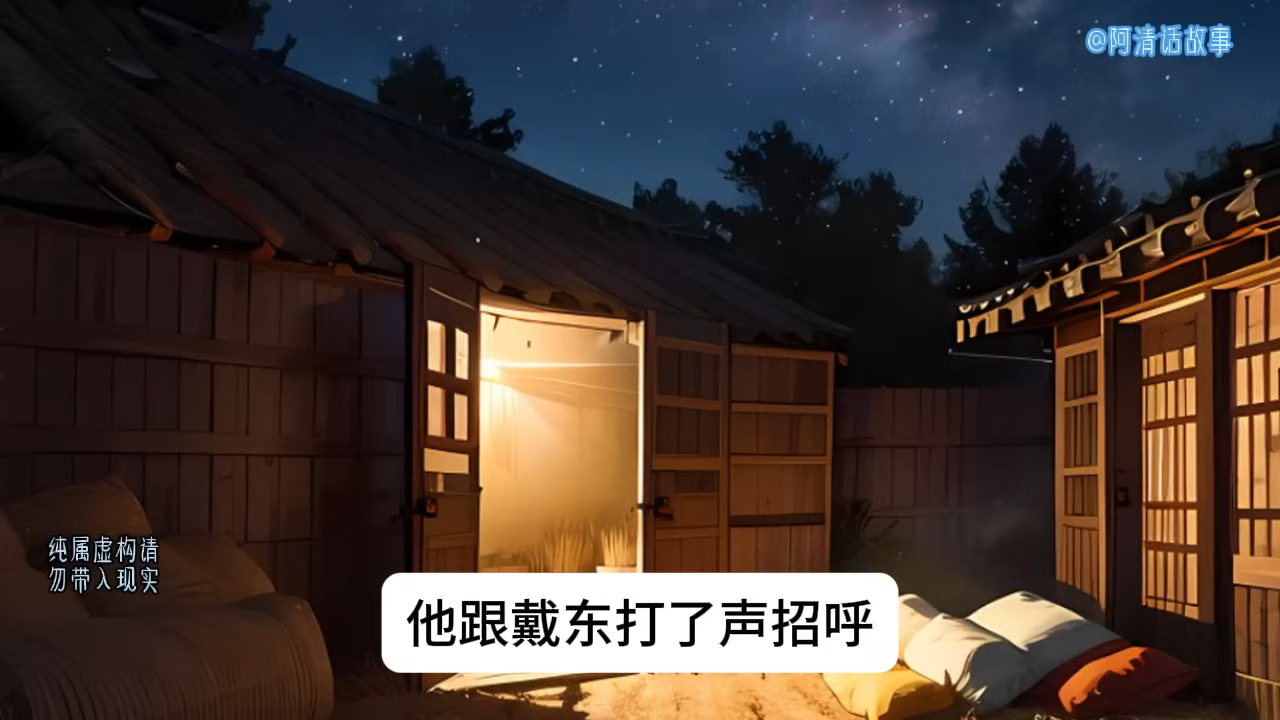 @阿清话故事
纯属虚构请
勿带入现实
他跟戴东打了声招呼